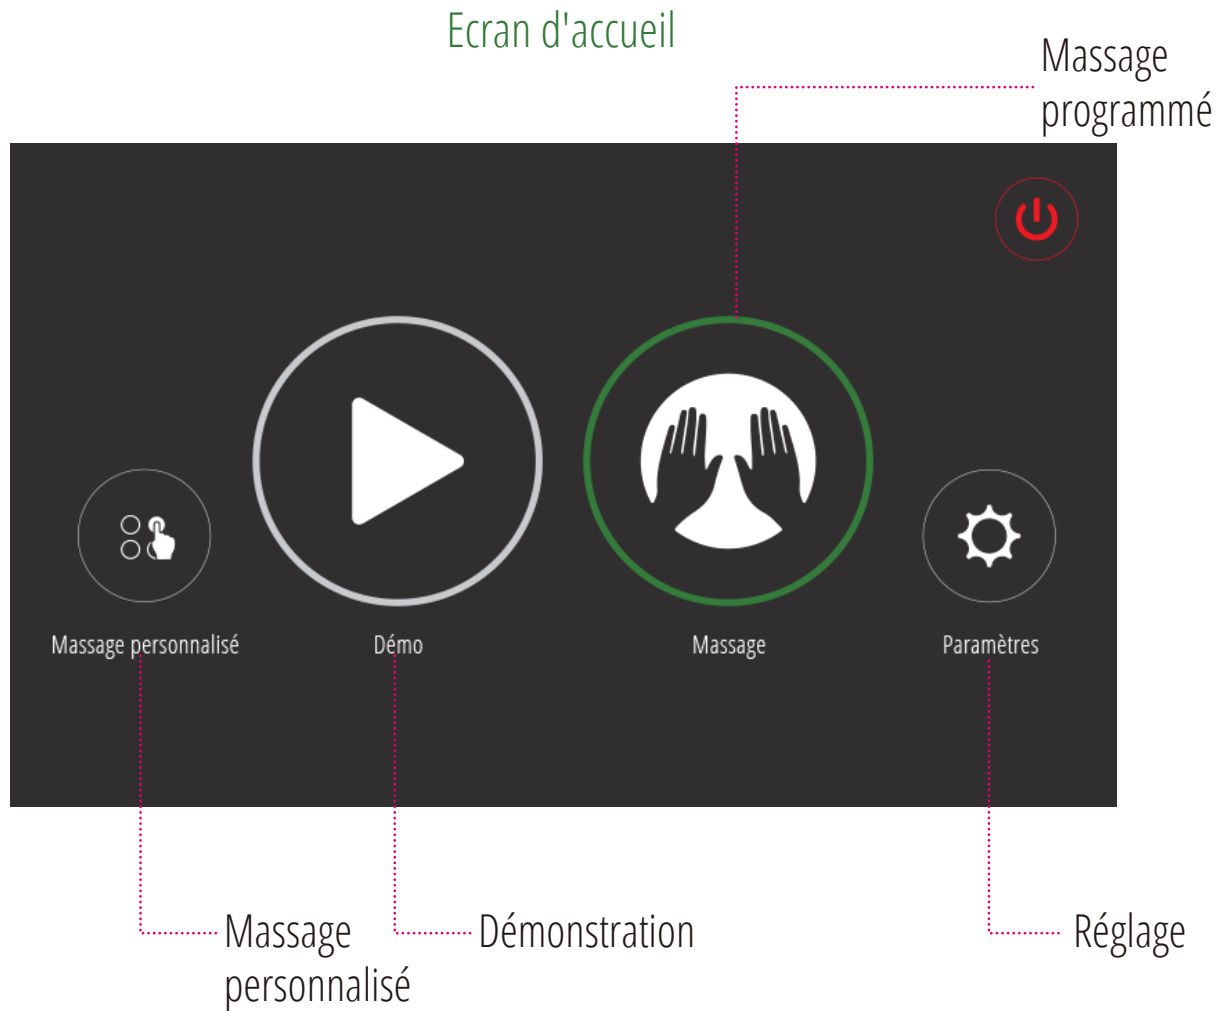 Ecran d'accueil
Massage
programmé
Massage personnalisé
Démo
Massage
Paramètres
Massage
personnalisé
Démonstration
Réglage